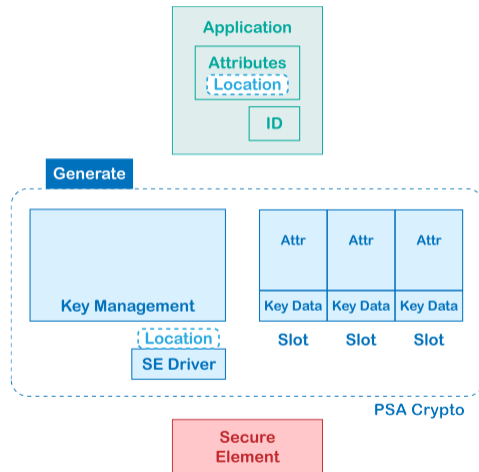 Application
Attributes
Location
ID
Generate
Key Management
Attr Attr Attr
Key Data Key Data Key Data
Slot Slot Slot
Location
SE Driver
PSA Crypto
Secure
Element